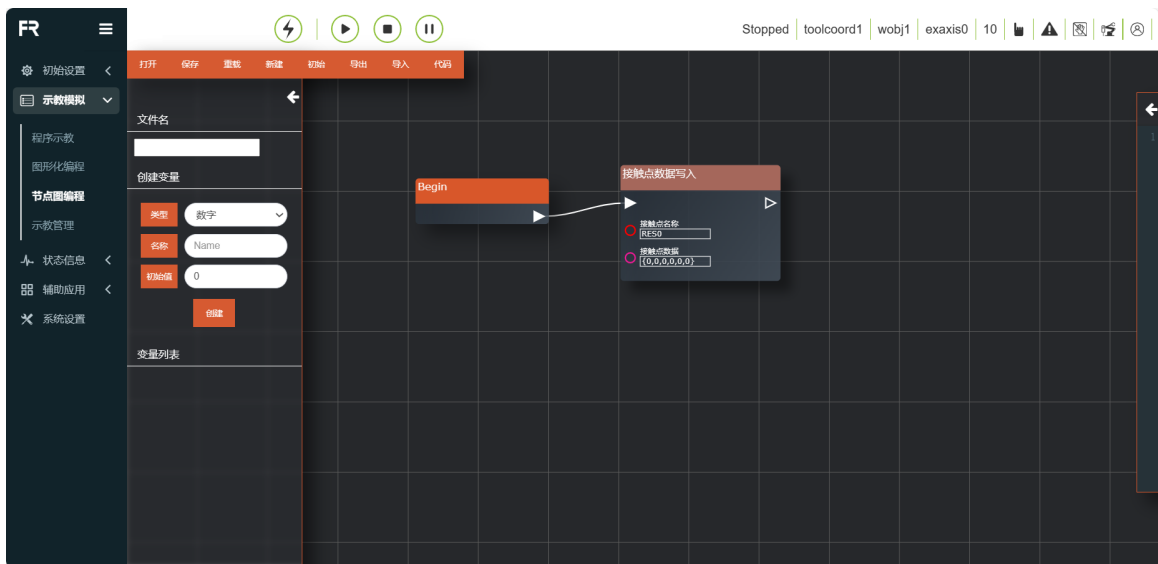 FR
Stopped toolcoord1 wobj1 exaxis0 10
初始设置
示教模拟
程序示教
图形化编程
节点图编程
示教管理
状态信息
辅助应用
系统设置
打开 保存 重载 新建 初始 导出 导入 代码
文件名
创建变量
类型 数字
名称 Name
初始值 0
创建
变量列表
Begin
接触点数据写入
接触点名称
RES0
接触点数据
{0,0,0,0,0,0}
1